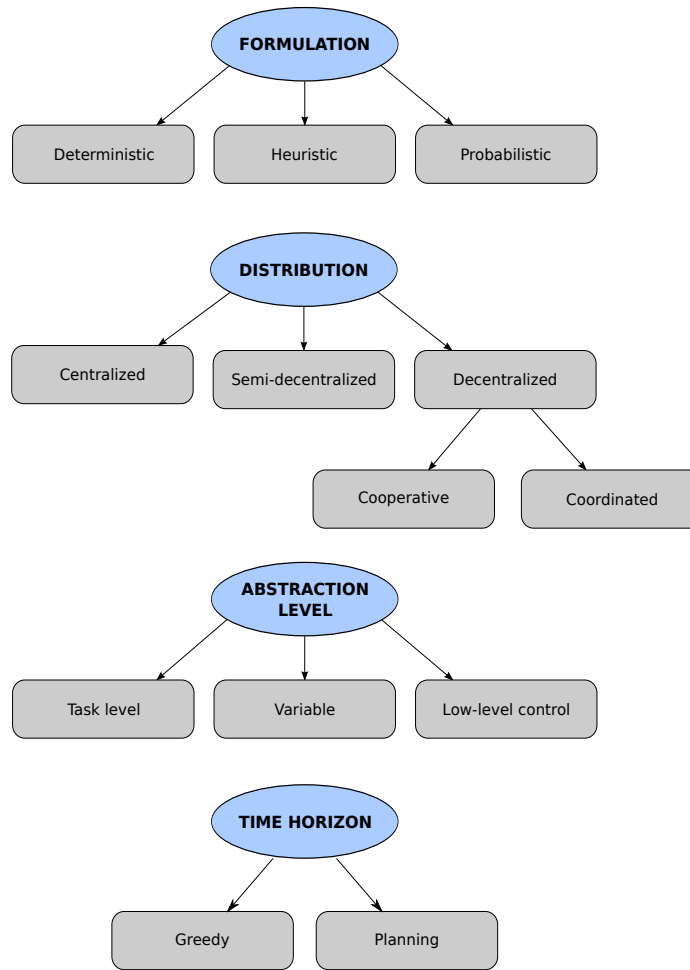 FORMULATION
Deterministic
Heuristic
Probabilistic
DISTRIBUTION
Centralized
Semi-decentralized
Decentralized
Cooperative
Coordinated
ABSTRACTION
LEVEL
Task level
Variable
Low-level control
TIME HORIZON
Greedy
Planning